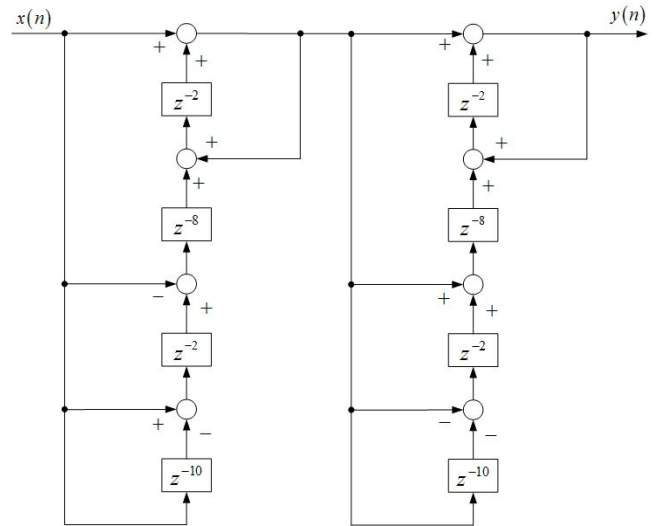 x(n)
y(n)
+ +
+ +
z⁻² z⁻²
+ +
+ +
z⁻⁸ z⁻⁸
− +
+ +
z⁻² z⁻²
+ −
− −
z⁻¹⁰ z⁻¹⁰